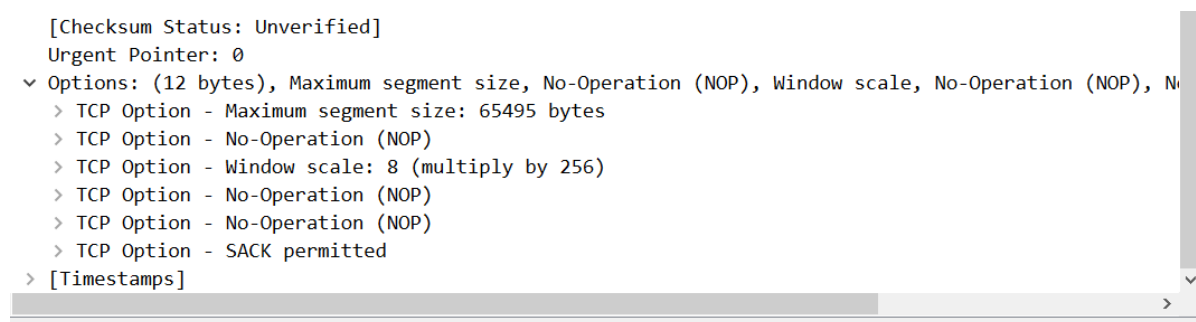 [Checksum Status: Unverified]
Urgent Pointer: 0
Options: (12 bytes), Maximum segment size, No-Operation (NOP), Window scale, No-Operation (NOP),
TCP Option - Maximum segment size: 65495 bytes
TCP Option - No-Operation (NOP)
TCP Option - Window scale: 8 (multiply by 256)
TCP Option - No-Operation (NOP)
TCP Option - No-Operation (NOP)
TCP Option - SACK permitted
[Timestamps]